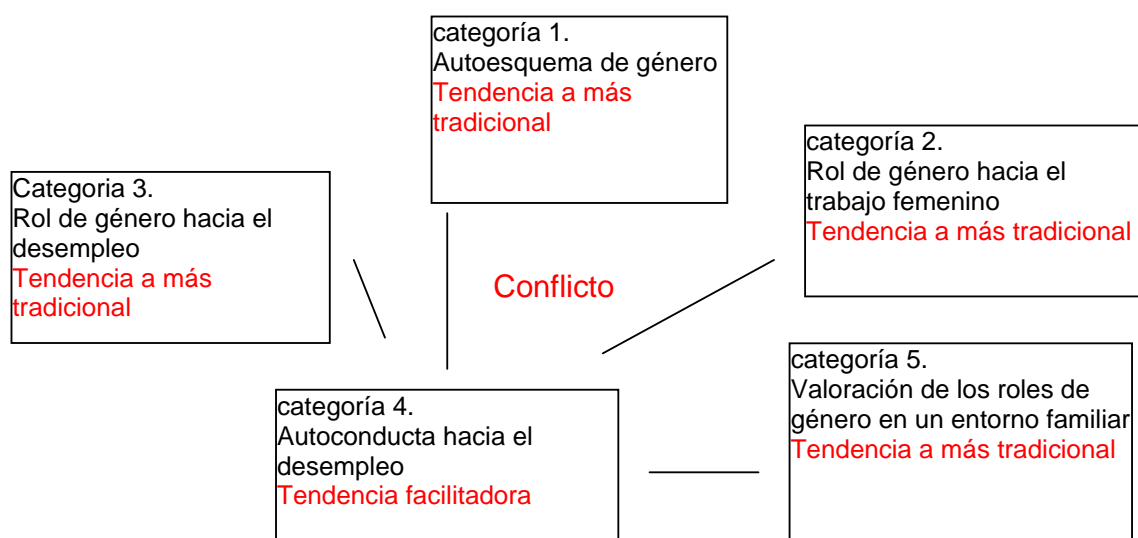 categoría 1.
Autoesquema de género
Tendencia a más
tradicional
categoría 2.
Rol de género hacia el
trabajo femenino
Tendencia a más tradicional
Categoria 3.
Rol de género hacia el
desempleo
Tendencia a más
tradicional
Conflicto
categoría 4.
Autoconducta hacia el
desempleo
Tendencia facilitadora
categoría 5.
Valoración de los roles de
género en un entorno familiar
Tendencia a más tradicional